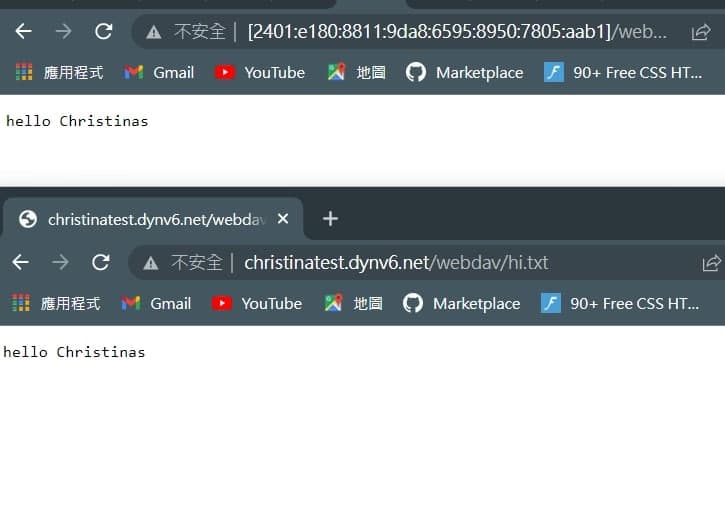 不安全 | [2401:e180:8811:9da8:6595:8950:7805:aab1]/web...
應用程式 Gmail YouTube 地圖 Marketplace 90+ Free CSS HT...
hello Christinas
christinatest.dynv6.net/webdav
不安全 | christinatest.dynv6.net/webdav/hi.txt
應用程式 Gmail YouTube 地圖 Marketplace 90+ Free CSS HT...
hello Christinas